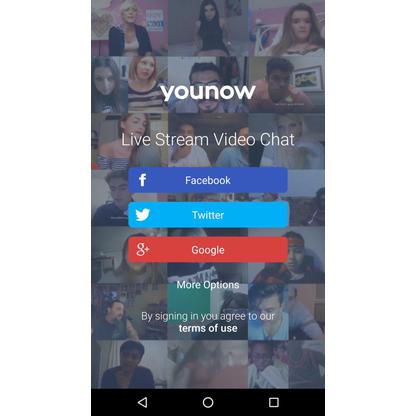 younow
Live Stream Video Chat
Facebook
Twitter
Google
More Options
By signing in you agree to our
terms of use